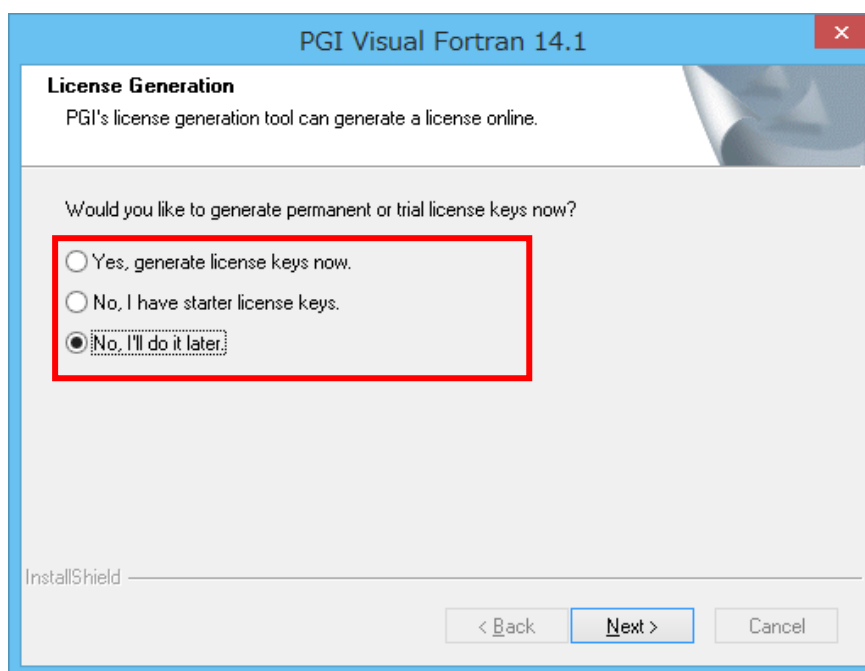 PGI Visual Fortran 14.1
License Generation
PGI's license generation tool can generate a license online.
Would you like to generate permanent or trial license keys now?
Yes, generate license keys now.
No, I have starter license keys.
No, I'll do it later.
InstallShield
< Back Next > Cancel